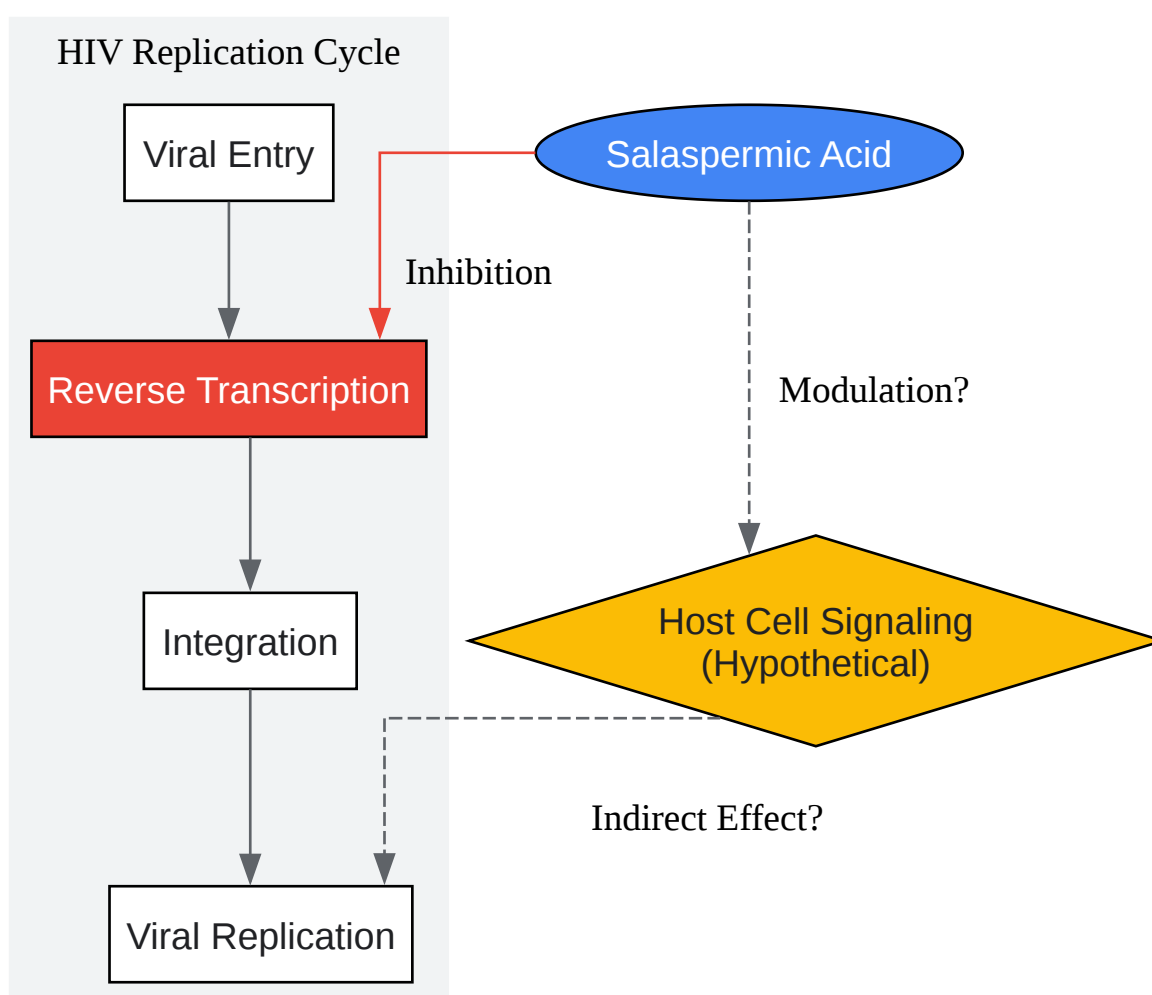 HIV Replication Cycle
Viral Entry
Salaspermic Acid
Inhibition
Reverse Transcription
Modulation?
Integration
Host Cell Signaling
(Hypothetical)
Indirect Effect?
Viral Replication